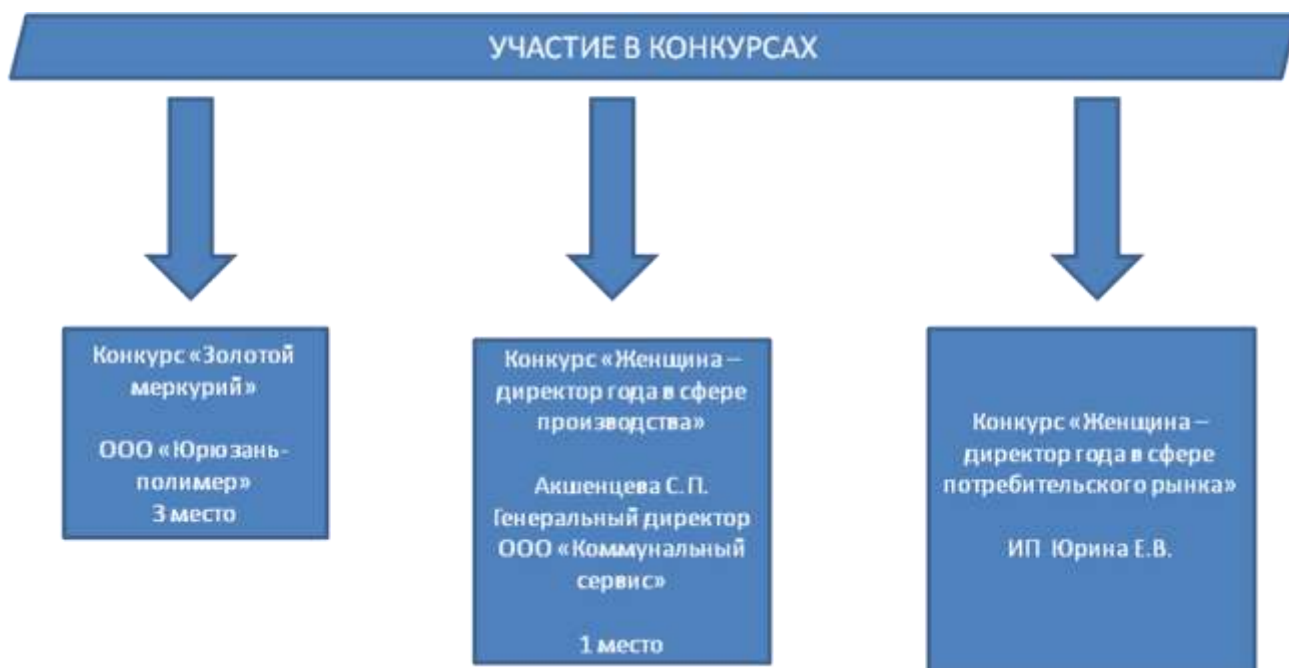 УЧАСТИЕ В КОНКУРСАХ
Конкурс «Золотой
меркурий»
ООО «Юрюзань-
полимер»
3 место
Конкурс «Женщина –
директор года в сфере
производства»
Акшенцева С.П.
Генеральный директор
ООО «Коммунальный
сервис»
1 место
Конкурс «Женщина –
директор года в сфере
потребительского рынка»
ИП Юрина Е.В.